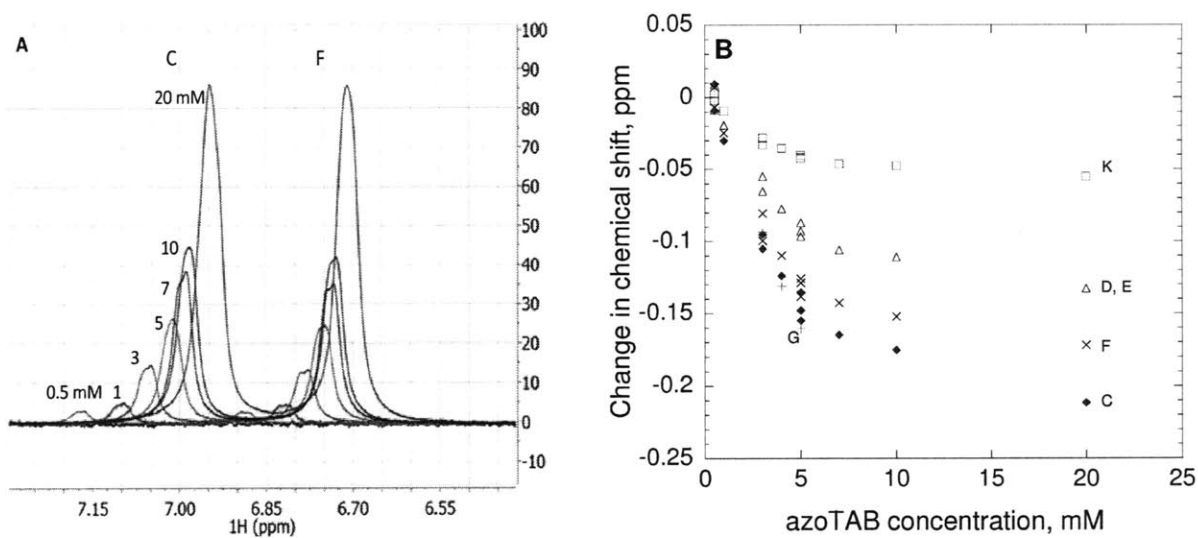 A
C
F
20 mM
10
7
5
3
0.5 mM
1
100
90
80
70
60
50
40
30
20
10
0
-10
7.15 7.00 6.85 6.70 6.55
1H (ppm)
B
Change in chemical shift, ppm
0.05
0
-0.05
-0.1
-0.15
-0.2
-0.25
K
D, E
F
G
C
0 5 10 15 20 25
azoTAB concentration, mM